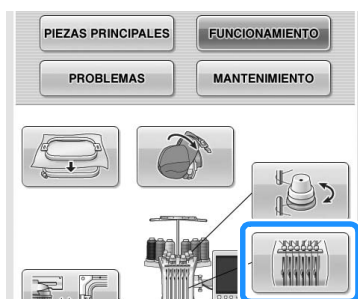 PIEZAS PRINCIPALES
FUNCIONAMIENTO
PROBLEMAS
MANTENIMIENTO